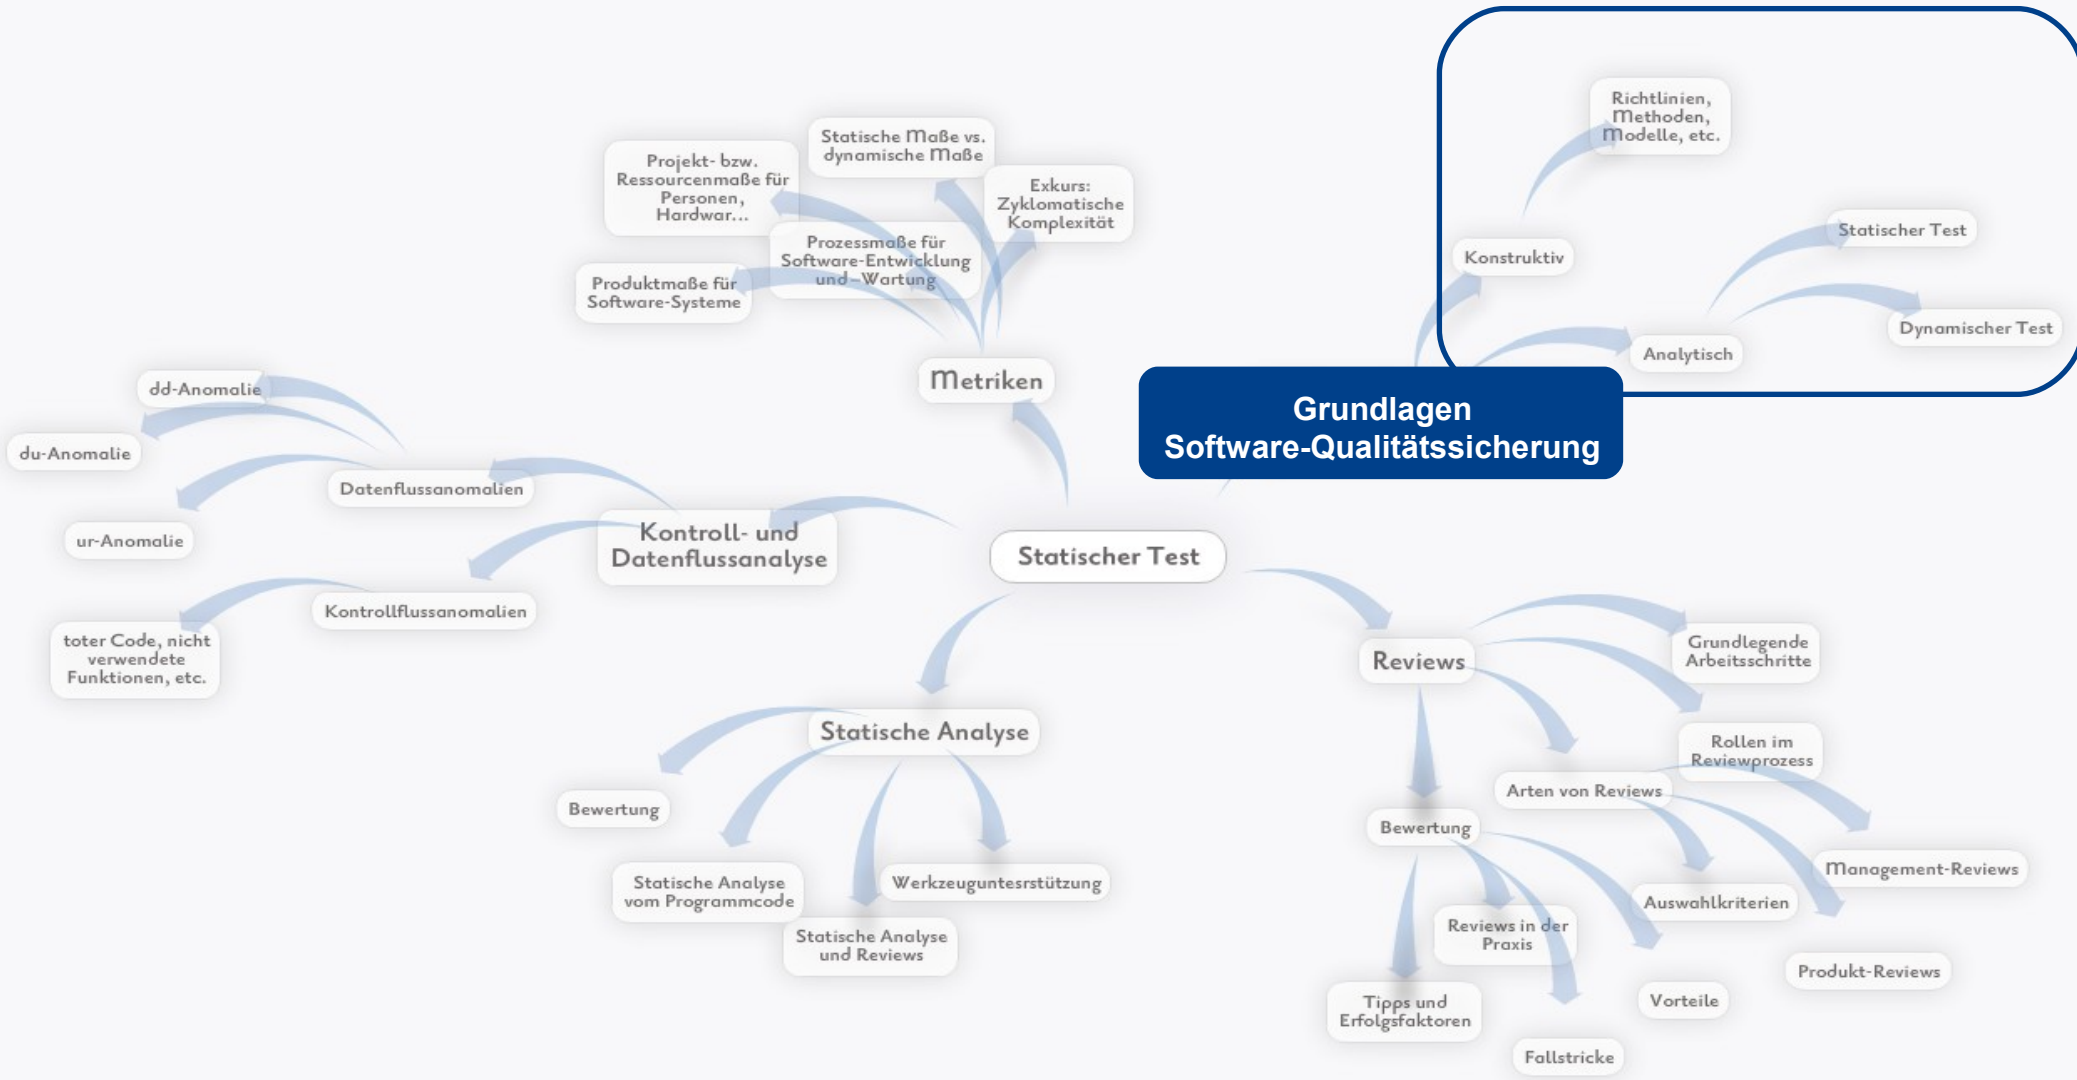 Richtlinien,
Methoden,
Modelle, etc.
Statische Maße vs.
dynamische Maße
Projekt- bzw.
Ressourcenmaße für
Personen,
Hardwar...
Exkurs:
Zyklomatische
Komplexität
Statischer Test
Prozessmaße für
Software-Entwicklung
und –Wartung
Konstruktiv
Produktmaße für
Software-Systeme
Dynamischer Test
Analytisch
Metriken
dd-Anomalie
Grundlagen
Software-Qualitätssicherung
du-Anomalie
Datenflussanomalien
ur-Anomalie
Kontroll- und
Datenflussanalyse
Statischer Test
Kontrollflussanomalien
toter Code, nicht
verwendete
Funktionen, etc.
Reviews
Grundlegende
Arbeitsschritte
Statische Analyse
Rollen im
Reviewprozess
Arten von Reviews
Bewertung
Bewertung
Management-Reviews
Statische Analyse
vom Programmcode
Werkzeuguntesrstützung
Auswahlkriterien
Statische Analyse
und Reviews
Reviews in der
Praxis
Produkt-Reviews
Tipps und
Erfolgsfaktoren
Vorteile
Fallstricke